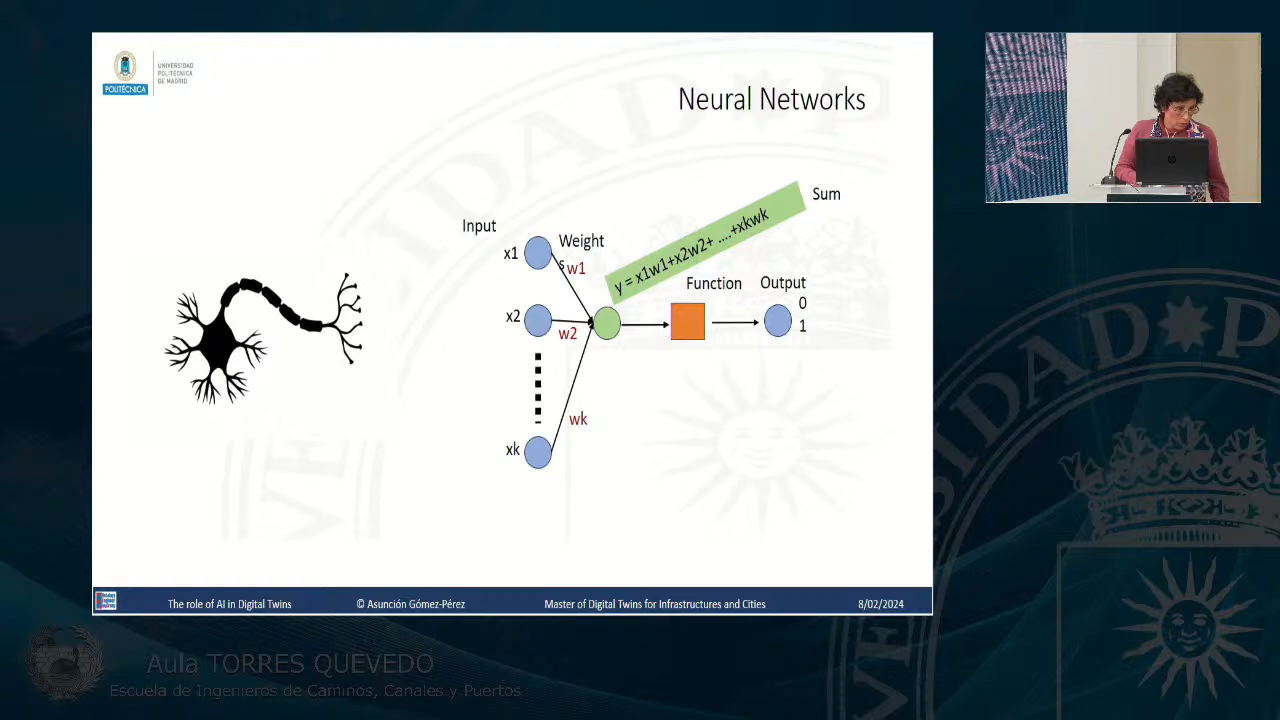 UNIVERSIDAD
POLITÉCNICA
DE MADRID
POLITÉCNICA
Neural Networks
Sum
y = x1w1+x2w2+ ....+xkwk
Input
Weight
s
x1
w1
Function
Output
0
x2
w2
1
wk
xk
The role of AI in Digital Twins
© Asunción Gómez-Pérez
Master of Digital Twins for Infrastructures and Cities
8/02/2024
Aula TORRES QUEVEDO
Escuela de Ingenieros de Caminos, Canales y Puertos